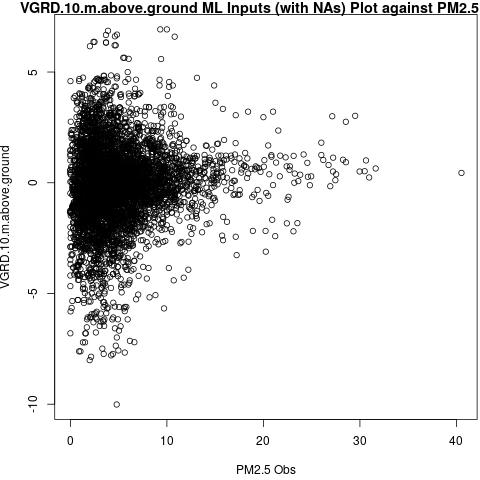 VGRD.10.m.above.ground ML Inputs (with NAs) Plot against PM2.5
VGRD.10.m.above.ground
5
0
-5
-10
0 10 20 30 40
PM2.5 Obs